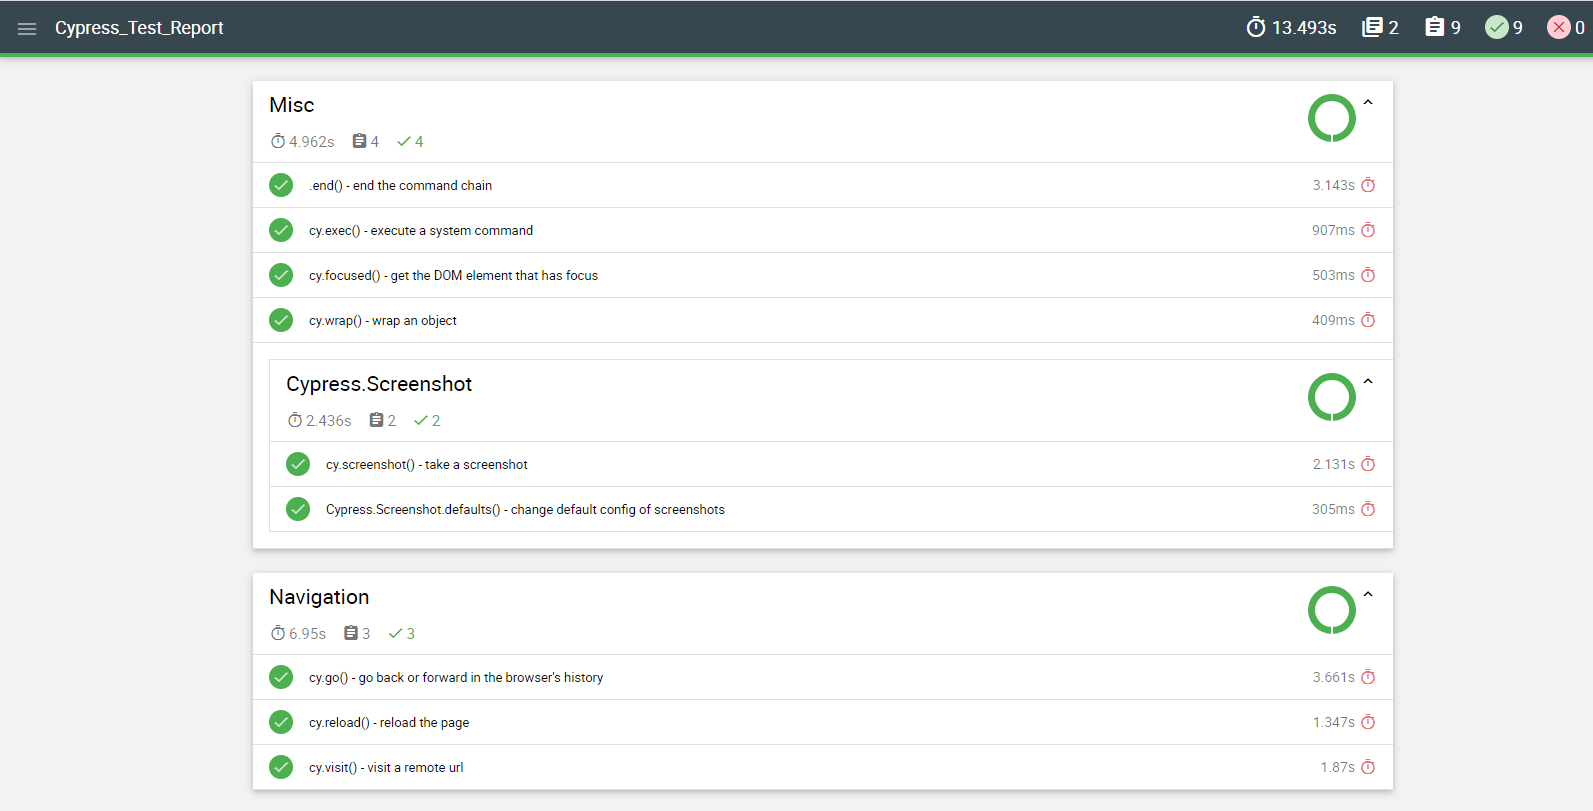 Cypress_Test_Report 13.493s 2 9 9 0
Misc
4.962s 4 4
.end() - end the command chain 3.143s
cy.exec() - execute a system command 907ms
cy.focused() - get the DOM element that has focus 503ms
cy.wrap() - wrap an object 409ms
Cypress.Screenshot
2.436s 2 2
cy.screenshot() - take a screenshot 2.131s
Cypress.Screenshot.defaults() - change default config of screenshots 305ms
Navigation
6.95s 3 3
cy.go() - go back or forward in the browser's history 3.661s
cy.reload() - reload the page 1.347s
cy.visit() - visit a remote url 1.87s